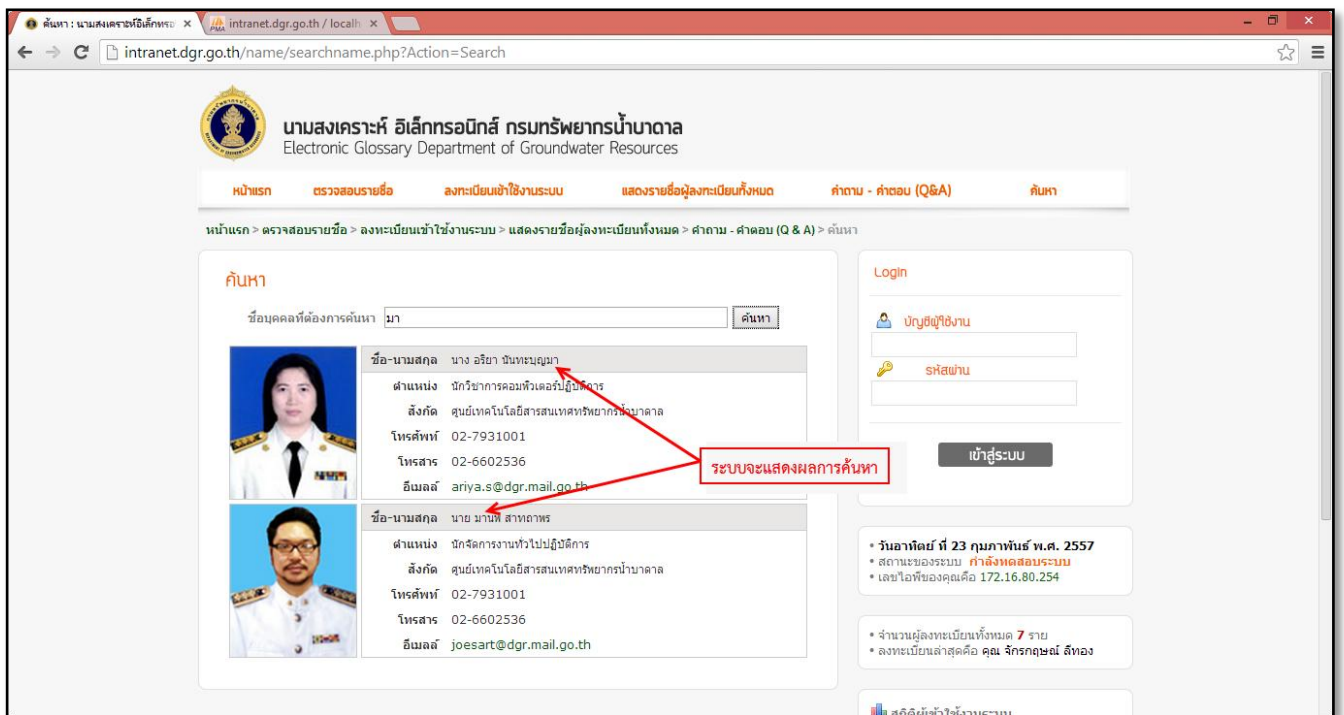 ค้นหา : นามสงเคราะห์อิเล็กทรอ
intranet.dgr.go.th / localh
intranet.dgr.go.th/name/searchname.php?Action=Search
นามสงเคราะห์ อิเล็กทรอนิกส์ กรมทรัพยากรน้ำบาดาล
Electronic Glossary Department of Groundwater Resources
หน้าแรก ตรวจสอบรายชื่อ ลงทะเบียนเข้าใช้งานระบบ แสดงรายชื่อผู้ลงทะเบียนทั้งหมด คำถาม - คำตอบ (Q&A) ค้นหา
หน้าแรก > ตรวจสอบรายชื่อ > ลงทะเบียนเข้าใช้งานระบบ > แสดงรายชื่อผู้ลงทะเบียนทั้งหมด > คำถาม - คำตอบ (Q & A) > ค้นหา
ค้นหา
ชื่อบุคคลที่ต้องการค้นหา มา ค้นหา
ชื่อ-นามสกุล นาง อริยา นันทะบุญมา
ตำแหน่ง นักวิชาการคอมพิวเตอร์ปฏิบัติการ
สังกัด ศูนย์เทคโนโลยีสารสนเทศทรัพยากรน้ำบาดาล
โทรศัพท์ 02-7931001
โทรสาร 02-6602536
อีเมลล์ ariya.s@dgr.mail.go.th
ระบบจะแสดงผลการค้นหา
ชื่อ-นามสกุล นาย มานพ สาทถาพร
ตำแหน่ง นักจัดการงานทั่วไปปฏิบัติการ
สังกัด ศูนย์เทคโนโลยีสารสนเทศทรัพยากรน้ำบาดาล
โทรศัพท์ 02-7931001
โทรสาร 02-6602536
อีเมลล์ joesart@dgr.mail.go.th
Login
บัญชีผู้ใช้งาน
รหัสผ่าน
เข้าสู่ระบบ
วันอาทิตย์ ที่ 23 กุมภาพันธ์ พ.ศ. 2557
สถานะของระบบ กำลังทดสอบระบบ
เลขไอพีของคุณคือ 172.16.80.254
จำนวนผู้ลงทะเบียนทั้งหมด 7 ราย
ลงทะเบียนล่าสุดคือ คุณ จักรกฤษณ์ ลีทอง
สถิติผู้เข้าใช้งานระบบ